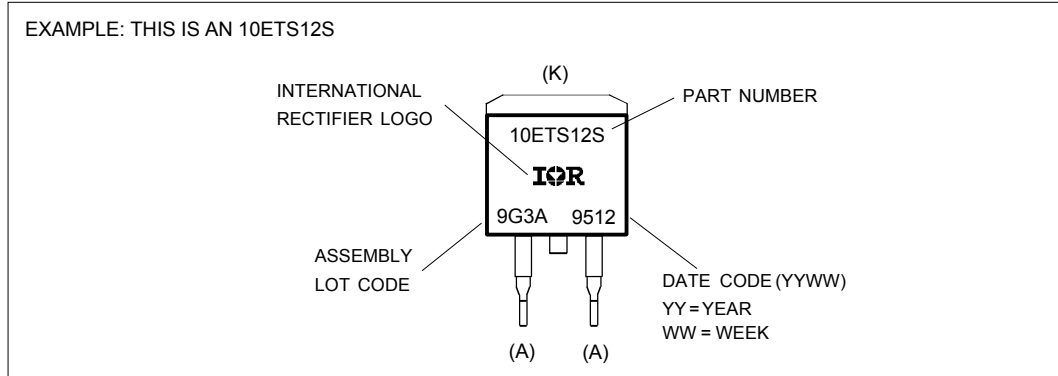 EXAMPLE: THIS IS AN 10ETS12S
(K)
INTERNATIONAL
RECTIFIER LOGO
PART NUMBER
10ETS12S
IOR
9G3A 9512
ASSEMBLY
LOT CODE
DATE CODE (YYWW)
YY = YEAR
WW = WEEK
(A) (A)